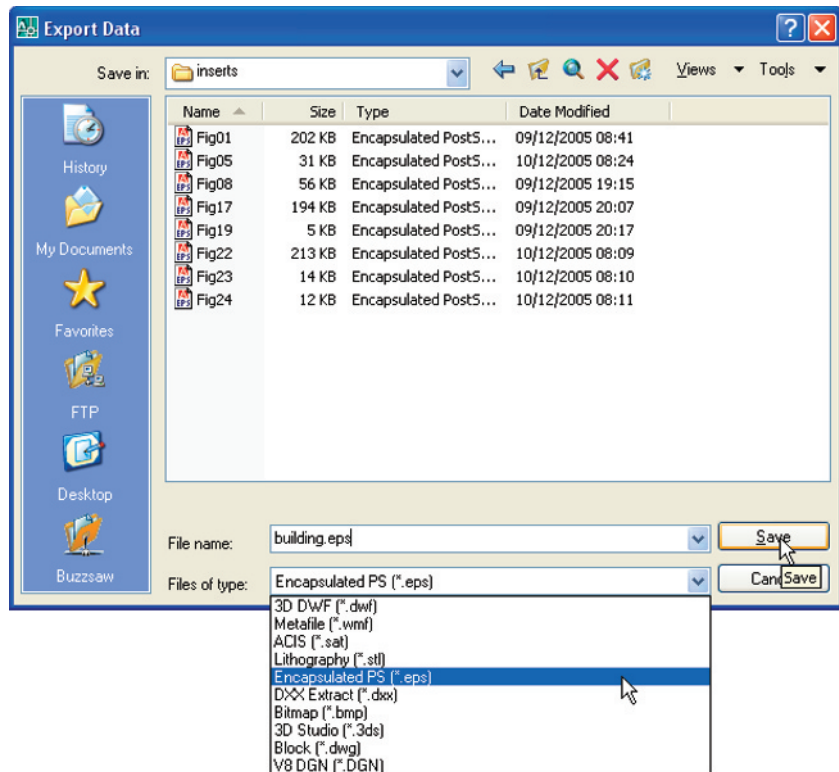 Export Data
Save in: inserts Views Tools
Name Size Type Date Modified
Fig01 202 KB Encapsulated PostS... 09/12/2005 08:41
Fig05 31 KB Encapsulated PostS... 10/12/2005 08:24
Fig08 56 KB Encapsulated PostS... 09/12/2005 19:15
Fig17 194 KB Encapsulated PostS... 09/12/2005 20:07
Fig19 5 KB Encapsulated PostS... 09/12/2005 20:17
Fig22 213 KB Encapsulated PostS... 10/12/2005 08:09
Fig23 14 KB Encapsulated PostS... 10/12/2005 08:10
Fig24 12 KB Encapsulated PostS... 10/12/2005 08:11
History
My Documents
Favorites
FTP
Desktop
Buzzsaw
File name: building.eps Save
Files of type: Encapsulated PS (*.eps) Can Save
3D DWF (*.dwf)
Metafile (*.wmf)
ACIS (*.sat)
Lithography (*.stl)
Encapsulated PS (*.eps)
DXX Extract (*.dxx)
Bitmap (*.bmp)
3D Studio (*.3ds)
Block (*.dwg)
V8 DGN (*.DGN)